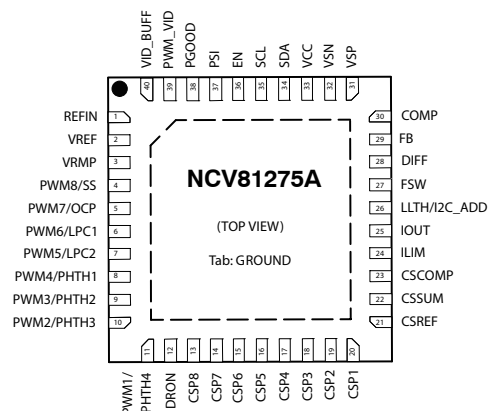 VID_BUFF
PWM_VID
PGOOD
PSI
EN
SCL
SDA
VCC
VSN
VSP
40
39
38
37
36
35
34
33
32
31
REFIN 1
VREF 2
VRMP 3
PWM8/SS 4
PWM7/OCP 5
PWM6/LPC1 6
PWM5/LPC2 7
PWM4/PHTH1 8
PWM3/PHTH2 9
PWM2/PHTH3 10
NCV81275A
(TOP VIEW)
Tab: GROUND
30 COMP
29 FB
28 DIFF
27 FSW
26 LLTH/I2C_ADD
25 IOUT
24 ILIM
23 CSCOMP
22 CSSUM
21 CSREF
11
12
13
14
15
16
17
18
19
20
PWM1/
PHTH4
DRON
CSP8
CSP7
CSP6
CSP5
CSP4
CSP3
CSP2
CSP1